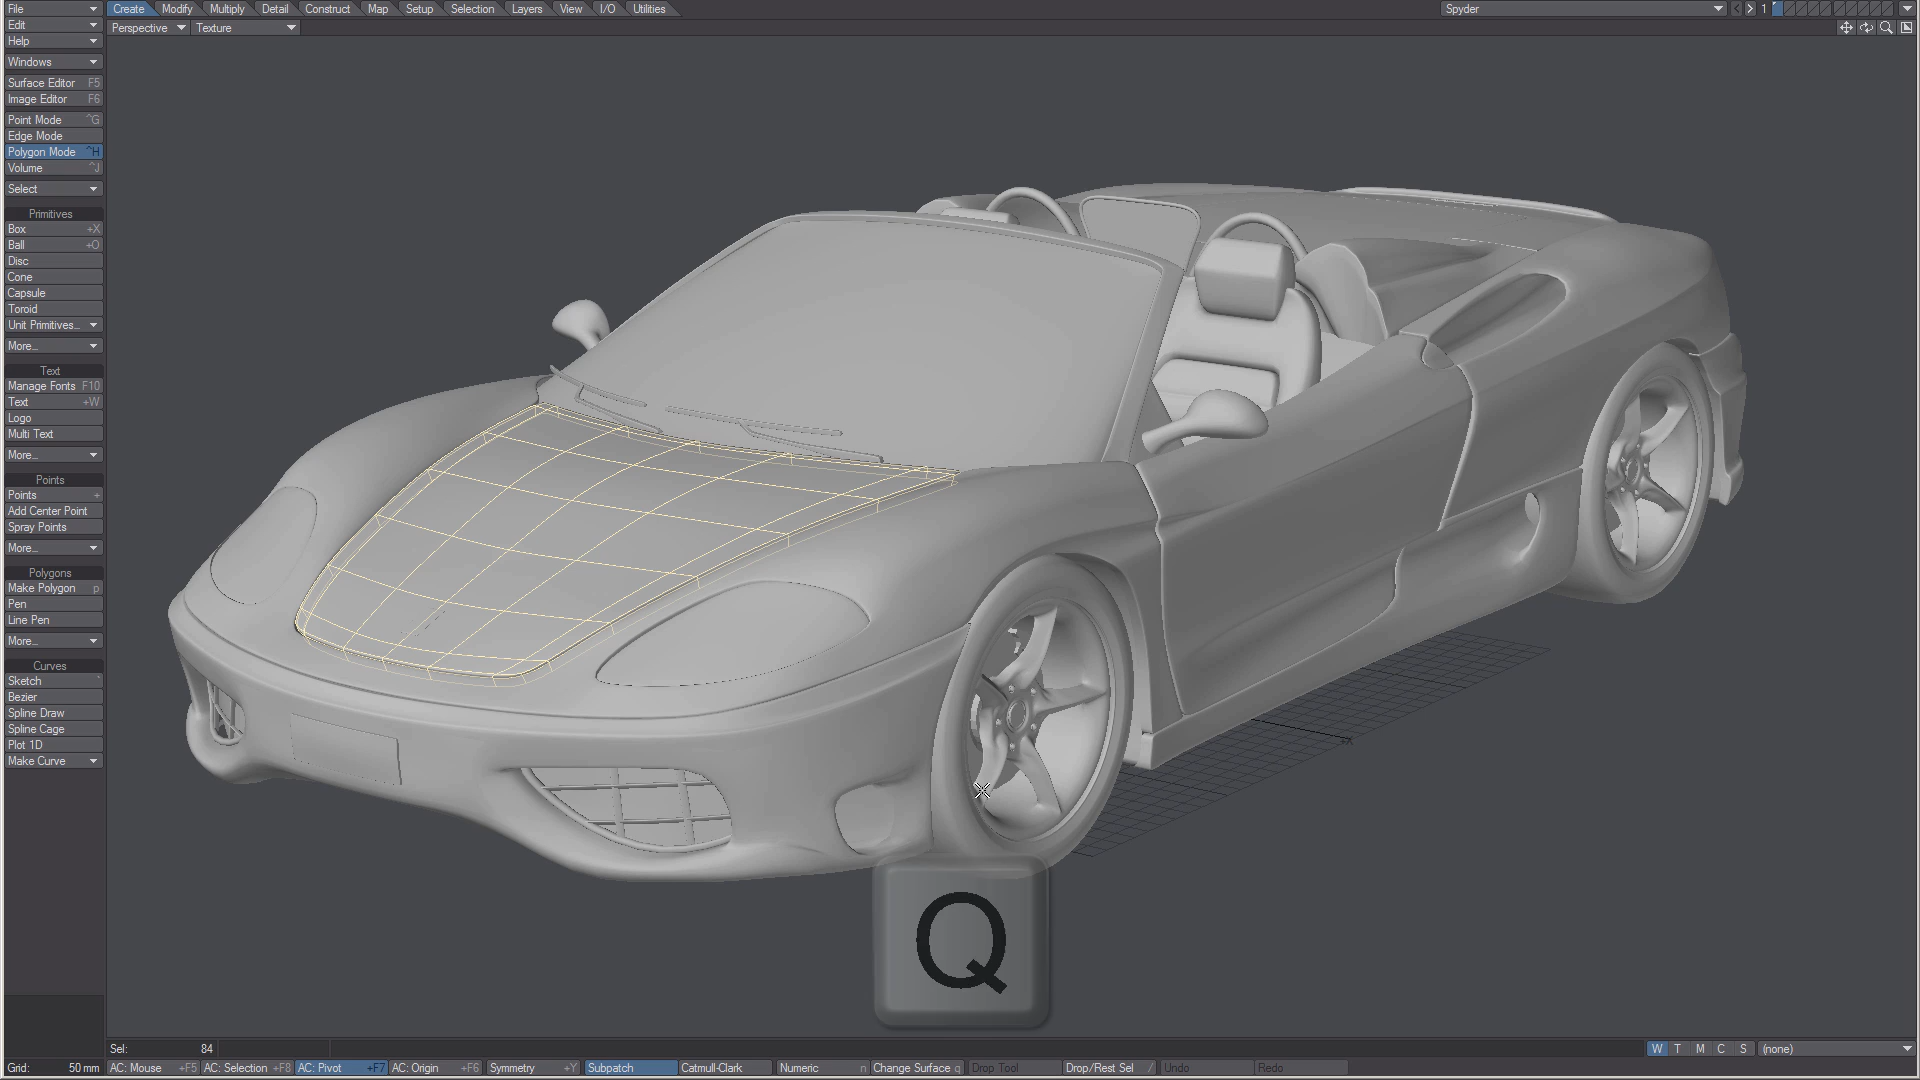 File
Create Modify Multiply Detail Construct Map Setup Selection Layers View I/O Utilities
Spyder
< > 1
Edit
Perspective Texture
Help
Windows
Surface Editor F5
Image Editor F6
Point Mode ^G
Edge Mode
Polygon Mode ^H
Volume ^J
Select
Primitives
Box +X
Ball +O
Disc
Cone
Capsule
Toroid
Unit Primitives...
More...
Text
Manage Fonts F10
Text +W
Logo
Multi Text
More...
Points
Points +
Add Center Point
Spray Points
More...
Polygons
Make Polygon p
Pen
Line Pen
More...
Curves
Sketch '
Bezier
Spline Draw
Spline Cage
Plot 1D
Make Curve
Q
Sel: 84
W T M C S (none)
Grid: 50 mm AC: Mouse +F5 AC: Selection +F8 AC: Pivot +F7 AC: Origin +F6 Symmetry +Y Subpatch Catmull-Clark Numeric n Change Surface q Drop Tool Drop/Rest Sel / Undo Redo